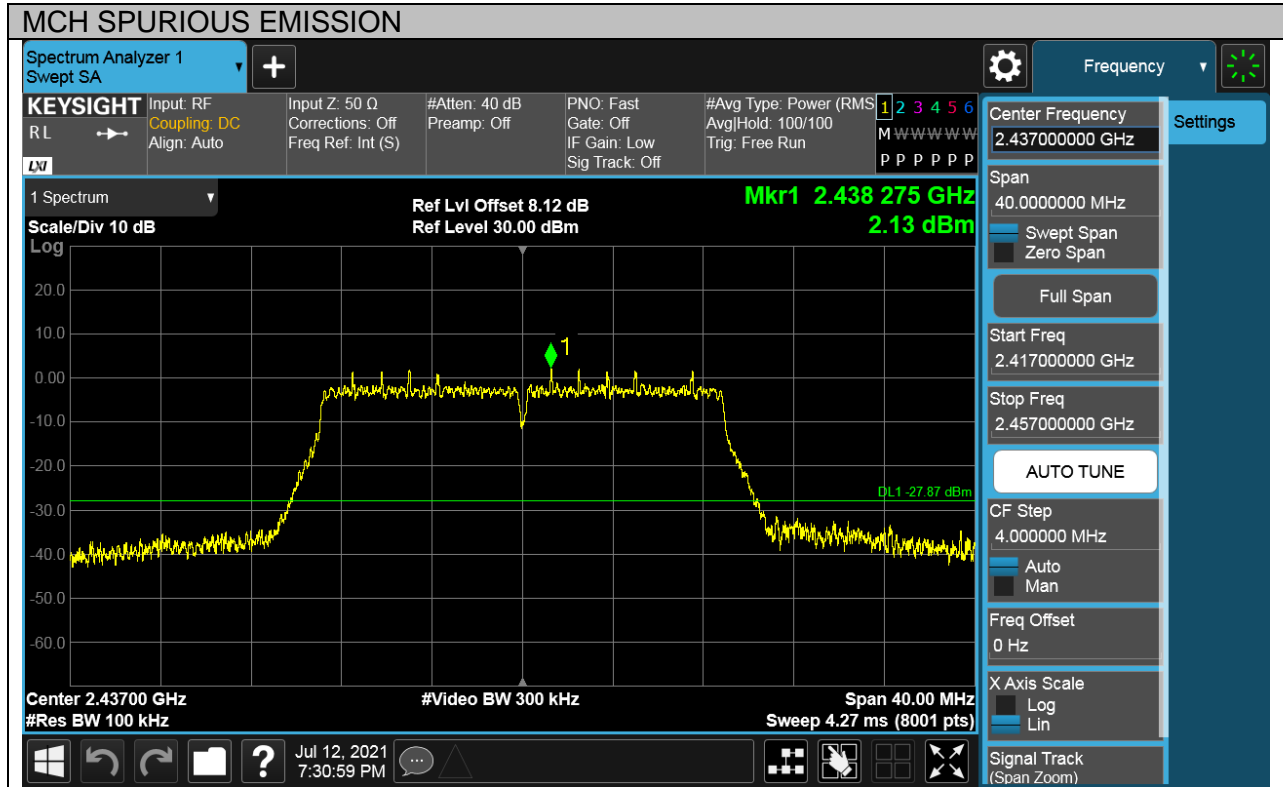 MCH SPURIOUS EMISSION
Spectrum Analyzer 1
Swept SA
+
Frequency
KEYSIGHT
RL
LXI
Input: RF
Coupling: DC
Align: Auto
Input Z: 50 Ω
Corrections: Off
Freq Ref: Int (S)
#Atten: 40 dB
Preamp: Off
PNO: Fast
Gate: Off
IF Gain: Low
Sig Track: Off
#Avg Type: Power (RMS
Avg|Hold: 100/100
Trig: Free Run
1 2 3 4 5 6
M W W W W W
P P P P P P
1 Spectrum
Scale/Div 10 dB
Log
Ref Lvl Offset 8.12 dB
Ref Level 30.00 dBm
Mkr1 2.438 275 GHz
2.13 dBm
20.0
10.0
0.00
-10.0
-20.0
-30.0
-40.0
-50.0
-60.0
1
DL1 -27.87 dBm
Center 2.43700 GHz
#Res BW 100 kHz
#Video BW 300 kHz
Span 40.00 MHz
Sweep 4.27 ms (8001 pts)
Center Frequency
2.437000000 GHz
Settings
Span
40.0000000 MHz
Swept Span
Zero Span
Full Span
Start Freq
2.417000000 GHz
Stop Freq
2.457000000 GHz
AUTO TUNE
CF Step
4.000000 MHz
Auto
Man
Freq Offset
0 Hz
X Axis Scale
Log
Lin
Signal Track
(Span Zoom)
?
Jul 12, 2021
7:30:59 PM